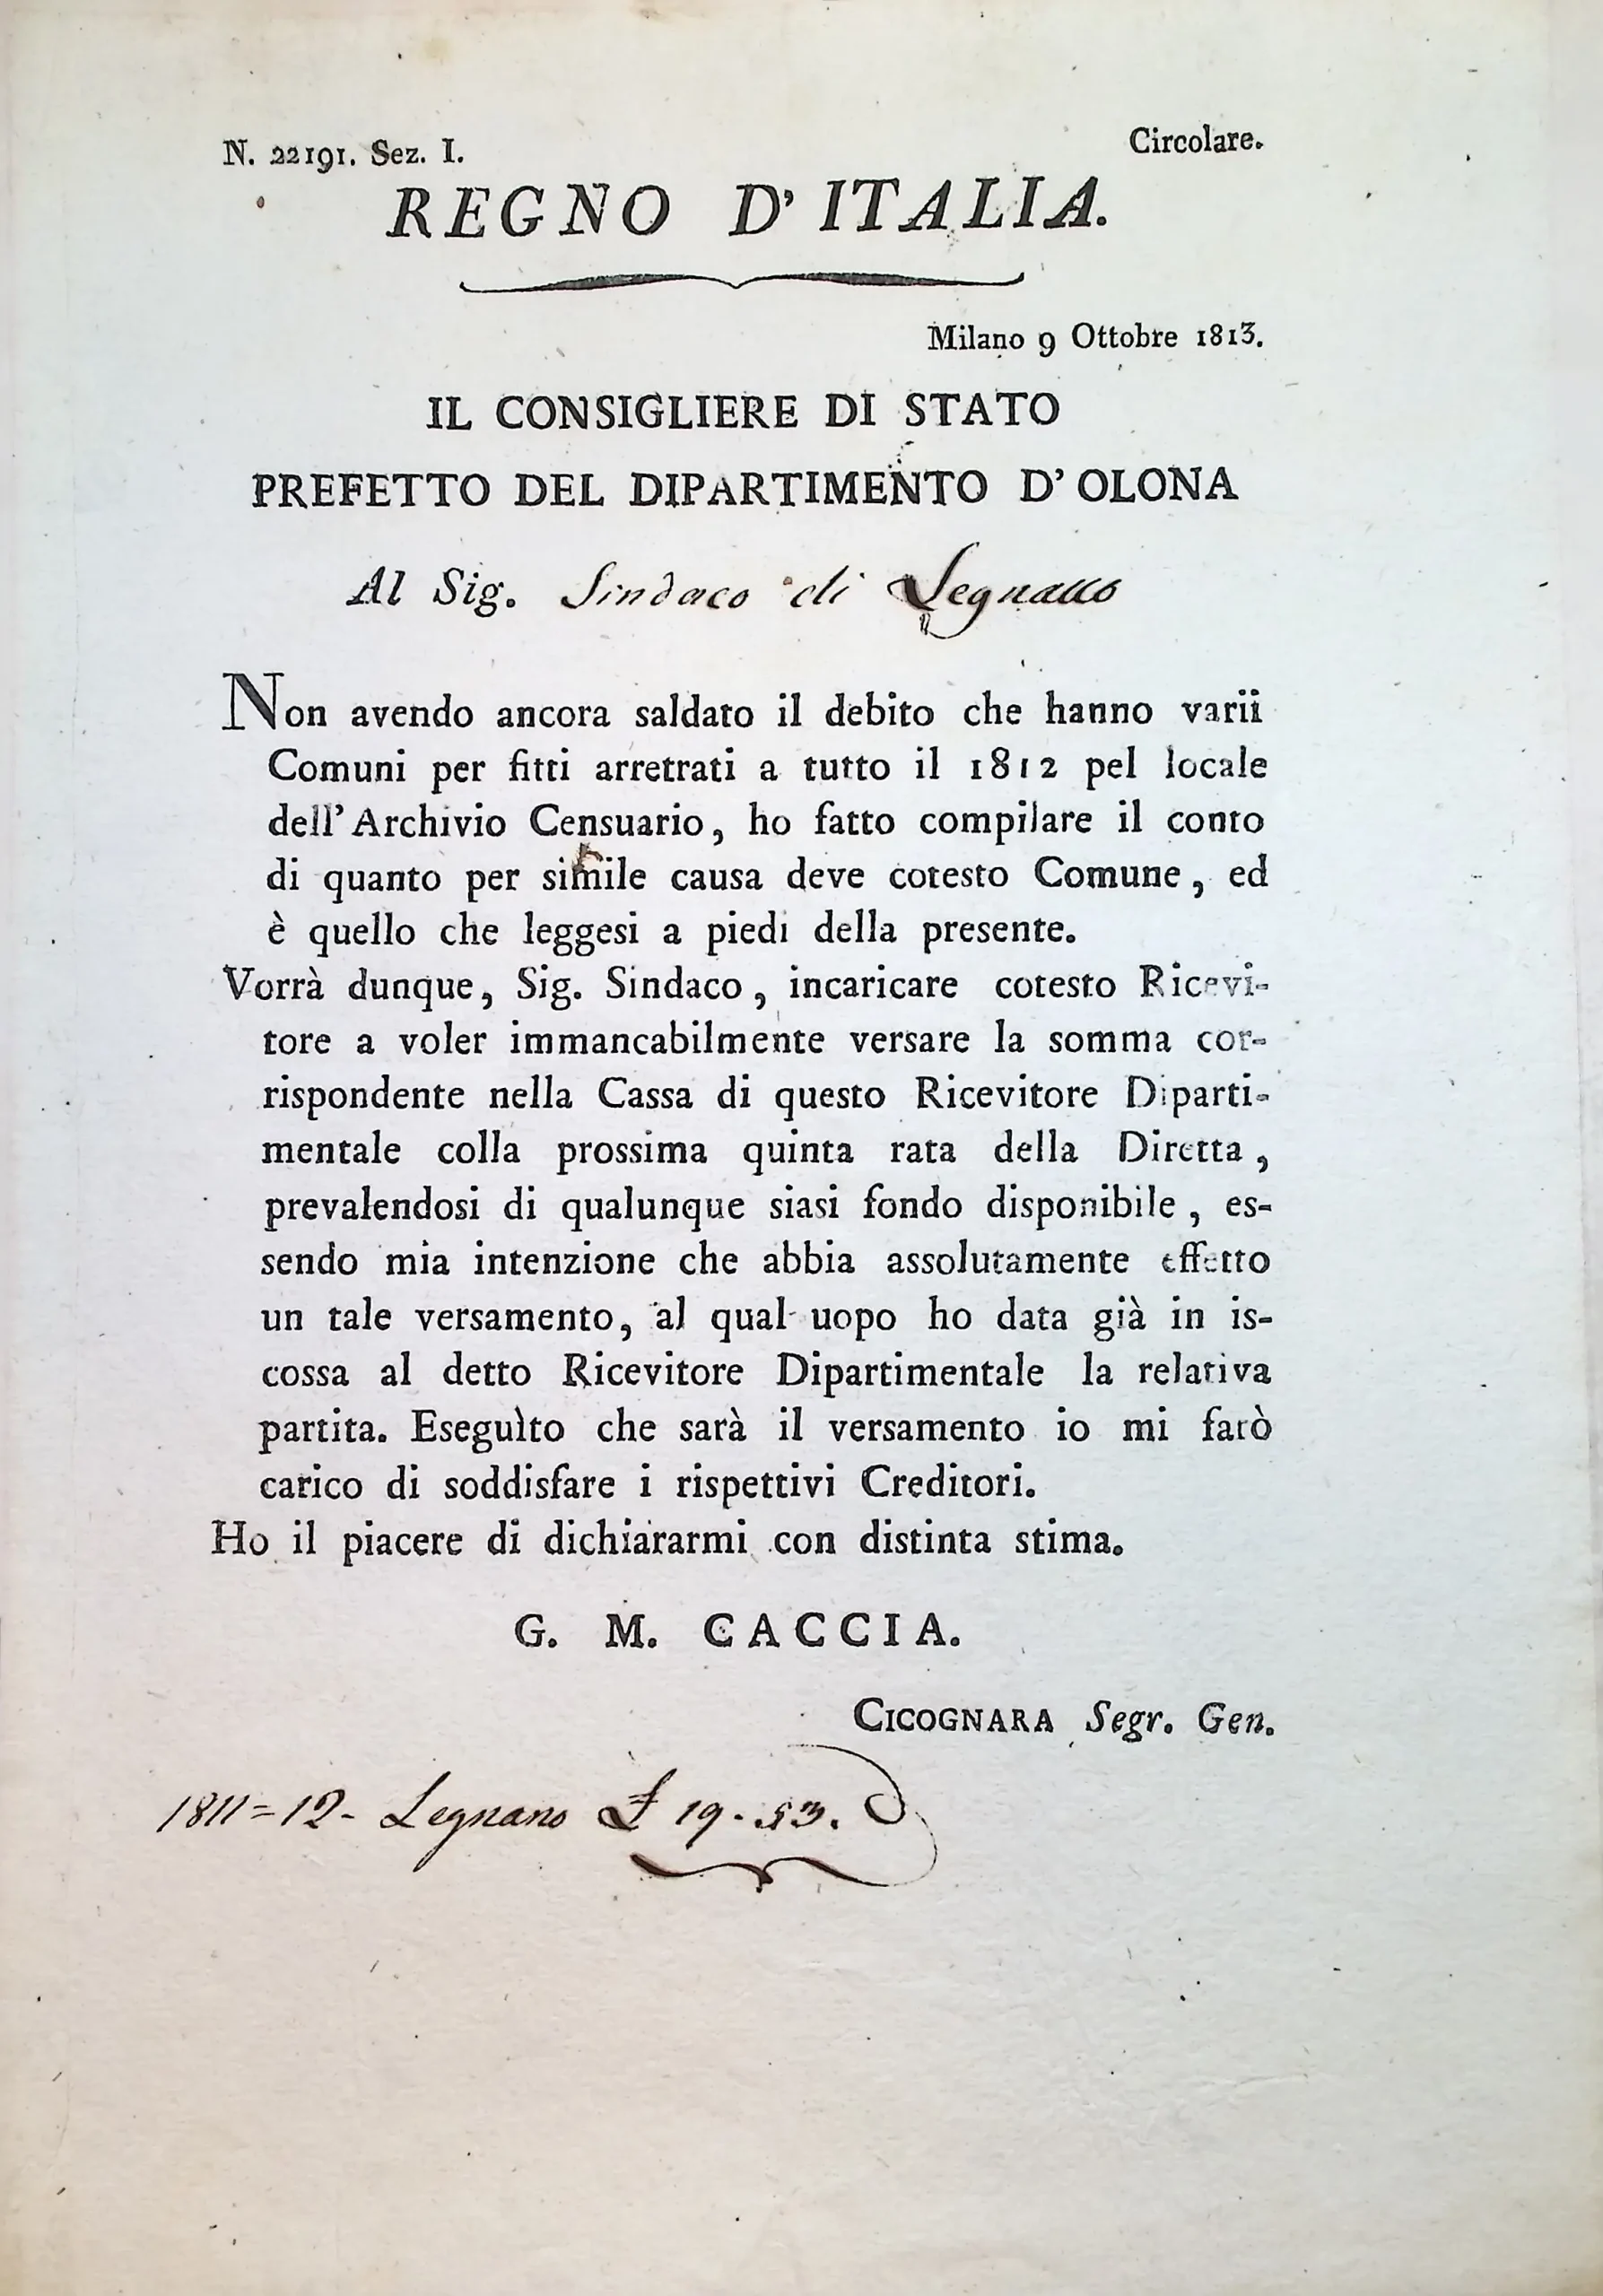 N. 22191. Sez. I.
Circolare.
REGNO D' ITALIA.
Milano 9 Ottobre 1813.
IL CONSIGLIERE DI STATO
PREFETTO DEL DIPARTIMENTO D' OLONA
Al Sig. Sindaco di Legnano
Non avendo ancora saldato il debito che hanno varii
Comuni per fitti arretrati a tutto il 1812 pel locale
dell' Archivio Censuario, ho fatto compilare il conto
di quanto per simile causa deve cotesto Comune, ed
è quello che leggesi a piedi della presente.
Vorrà dunque, Sig. Sindaco, incaricare cotesto Ricevi-
tore a voler immancabilmente versare la somma cor-
rispondente nella Cassa di questo Ricevitore Diparti-
mentale colla prossima quinta rata della Diretta,
prevalendosi di qualunque siasi fondo disponibile, es-
sendo mia intenzione che abbia assolutamente effetto
un tale versamento, al qual uopo ho data già in is-
cossa al detto Ricevitore Dipartimentale la relativa
partita. Eseguìto che sarà il versamento io mi farò
carico di soddisfare i rispettivi Creditori.
Ho il piacere di dichiararmi con distinta stima.
G. M. CACCIA.
CICOGNARA Segr. Gen.
1811=12- Legnano £ 19.53.